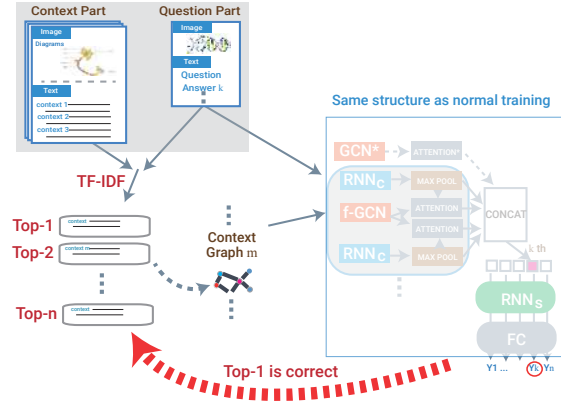 Context Part
Question Part
Image
Diagrams
Text
context 1
context 2
context 3
Image
Text
Question
Answer k
Same structure as normal training
TF-IDF
Top-1
context
Top-2
context m
Top-n
context
Context
Graph m
GCN*
ATTENTION*
RNNC
MAX POOL
f-GCN
ATTENTION
ATTENTION
RNNC
MAX POOL
CONCAT
k th
RNNS
FC
Y1 ... Yk Yn
Top-1 is correct